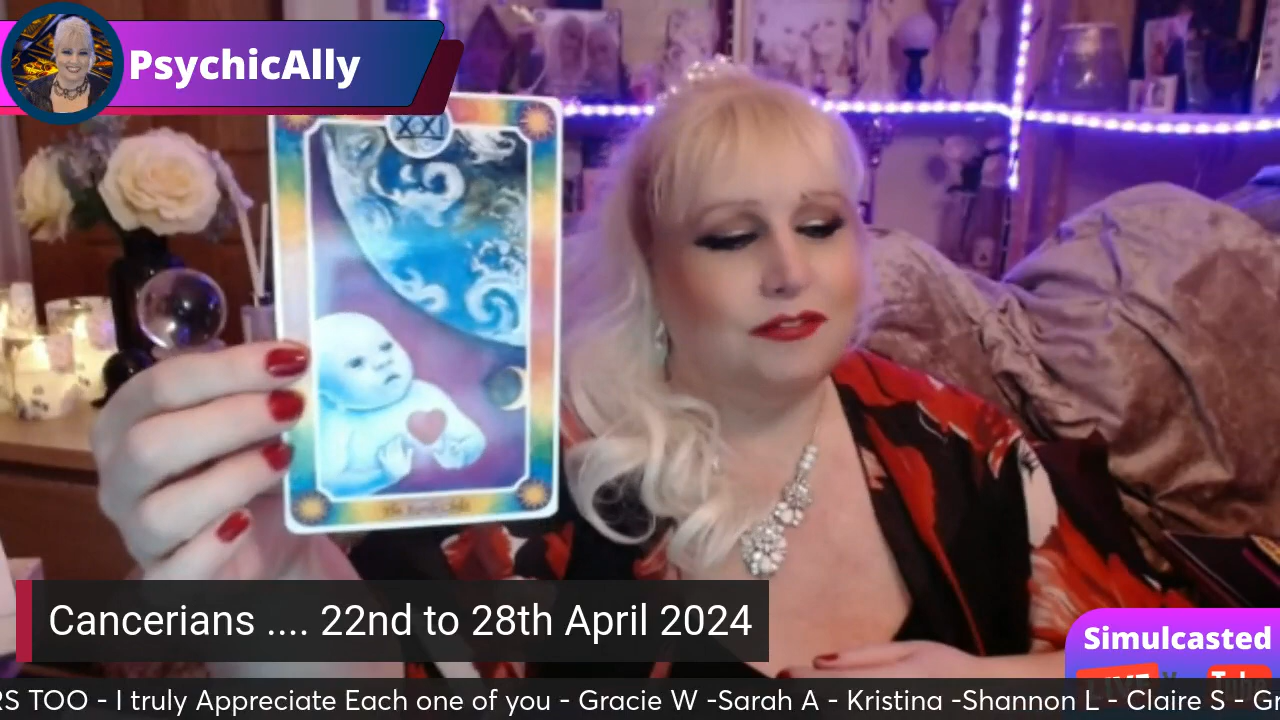 PsychicAlly
XXI
Cancerians .... 22nd to 28th April 2024
Simulcasted
LIVE
RS TOO - I truly Appreciate Each one of you - Gracie W -Sarah A - Kristina -Shannon L - Claire S - Gr